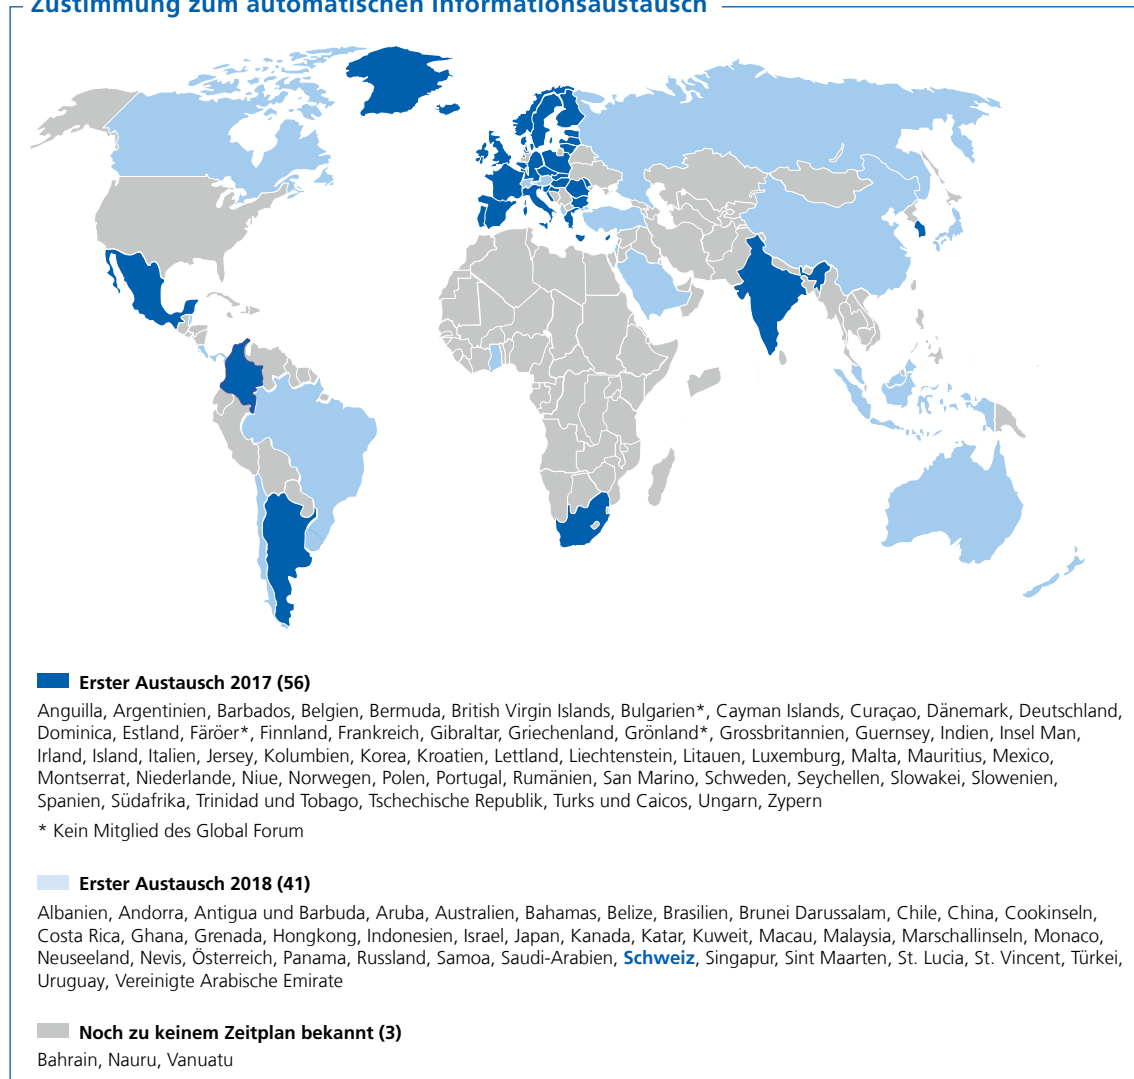 Zustimmung zum automatischen Informationsaustausch
Erster Austausch 2017 (56)
Anguilla, Argentinien, Barbados, Belgien, Bermuda, British Virgin Islands, Bulgarien*, Cayman Islands, Curaçao, Dänemark, Deutschland,
Dominica, Estland, Färöer*, Finnland, Frankreich, Gibraltar, Griechenland, Grönland*, Grossbritannien, Guernsey, Indien, Insel Man,
Irland, Island, Italien, Jersey, Kolumbien, Korea, Kroatien, Lettland, Liechtenstein, Litauen, Luxemburg, Malta, Mauritius, Mexico,
Montserrat, Niederlande, Niue, Norwegen, Polen, Portugal, Rumänien, San Marino, Schweden, Seychellen, Slowakei, Slowenien,
Spanien, Südafrika, Trinidad und Tobago, Tschechische Republik, Turks und Caicos, Ungarn, Zypern
* Kein Mitglied des Global Forum
Erster Austausch 2018 (41)
Albanien, Andorra, Antigua und Barbuda, Aruba, Australien, Bahamas, Belize, Brasilien, Brunei Darussalam, Chile, China, Cookinseln,
Costa Rica, Ghana, Grenada, Hongkong, Indonesien, Israel, Japan, Kanada, Katar, Kuweit, Macau, Malaysia, Marschallinseln, Monaco,
Neuseeland, Nevis, Österreich, Panama, Russland, Samoa, Saudi-Arabien, Schweiz, Singapur, Sint Maarten, St. Lucia, St. Vincent, Türkei,
Uruguay, Vereinigte Arabische Emirate
Noch zu keinem Zeitplan bekannt (3)
Bahrain, Nauru, Vanuatu